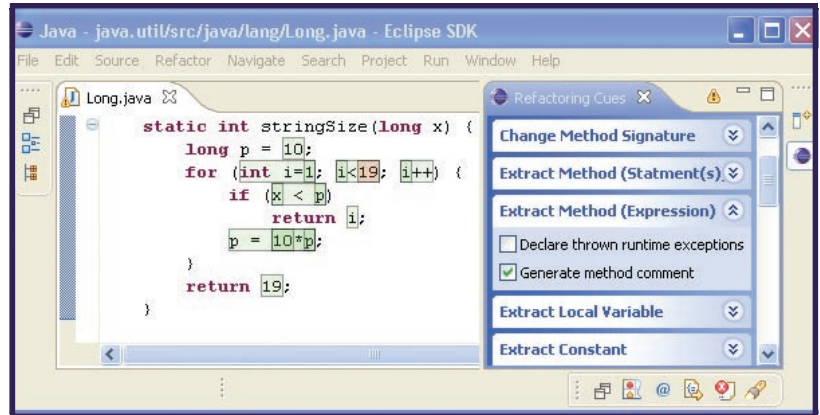 Java - java.util/src/java/lang/Long.java - Eclipse SDK
File Edit Source Refactor Navigate Search Project Run Window Help
Long.java
static int stringSize(long x) {
long p = 10;
for (int i=1; i<19; i++) {
if (x < p)
return i;
p = 10*p;
}
return 19;
}
Refactoring Cues
Change Method Signature
Extract Method (Statment(s)
Extract Method (Expression)
Declare thrown runtime exceptions
Generate method comment
Extract Local Variable
Extract Constant